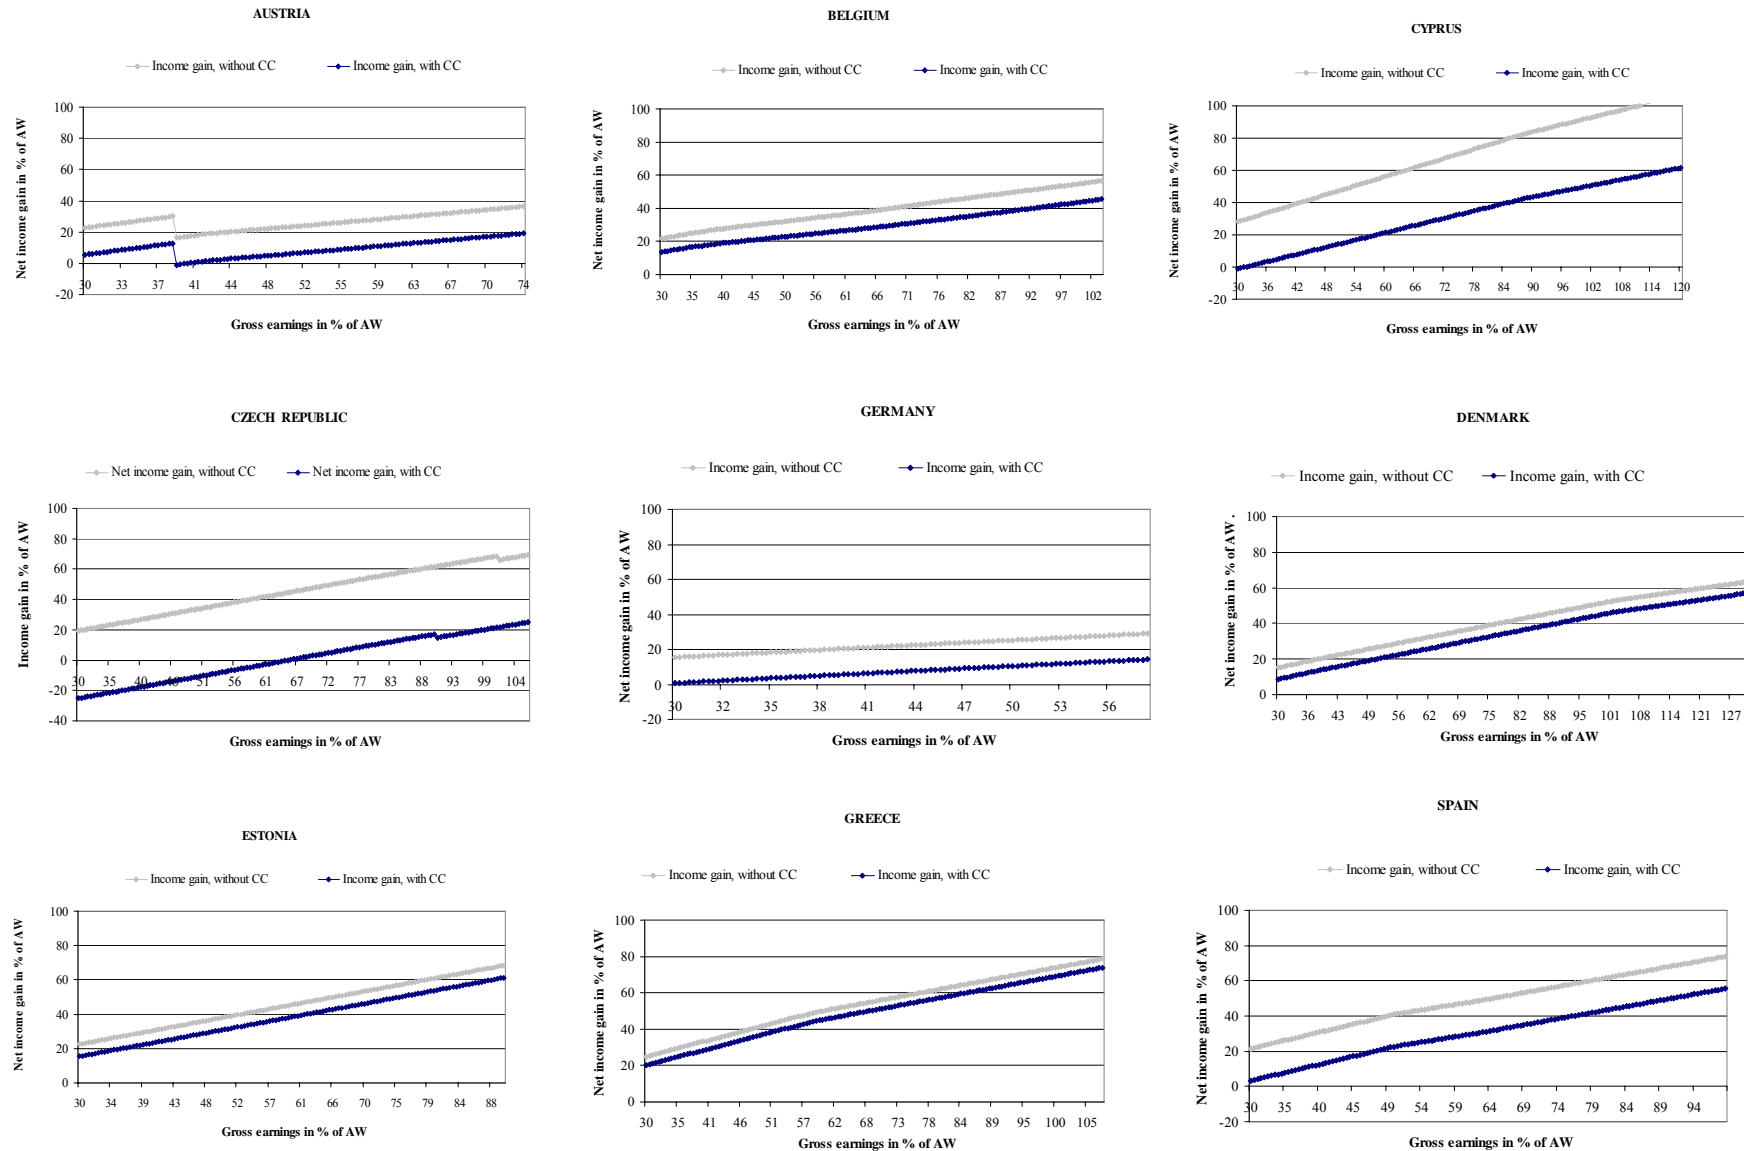 AUSTRIA
Income gain, without CC   Income gain, with CC
Net income gain in % of AW
100
80
60
40
20
0
-20
30 33 37 41 44 48 52 55 59 63 67 70 74
Gross earnings in % of AW
BELGIUM
Income gain, without CC   Income gain, with CC
Net income gain in % of AW
100
80
60
40
20
0
30 35 40 45 50 56 61 66 71 76 82 87 92 97 102
Gross earnings in % of AW
CYPRUS
Income gain, without CC   Income gain, with CC
Net income gain in % of AW
100
80
60
40
20
0
-20
30 36 42 48 54 60 66 72 78 84 90 96 102 108 114 120
Gross earnings in % of AW
CZECH REPUBLIC
Net income gain, without CC   Net income gain, with CC
Income gain in % of AW
100
80
60
40
20
0
-20
-40
30 35 40 46 51 56 61 67 72 77 83 88 93 99 104
Gross earnings in % of AW
GERMANY
Income gain, without CC   Income gain, with CC
Net income gain in % of AW
100
80
60
40
20
0
-20
30 32 35 38 41 44 47 50 53 56
Gross earnings in % of AW
DENMARK
Income gain, without CC   Income gain, with CC
Net income gain in % of AW .
100
80
60
40
20
0
30 36 43 49 56 62 69 75 82 88 95 101 108 114 121 127
Gross earnings in % of AW
ESTONIA
Income gain, without CC   Income gain, with CC
Net income gain in % of AW
100
80
60
40
20
0
30 34 39 43 48 52 57 61 66 70 75 79 84 88
Gross earnings in % of AW
GREECE
Income gain, without CC   Income gain, with CC
Net income gain in % of AW
100
80
60
40
20
0
30 35 41 46 51 57 62 67 73 78 84 89 95 100 105
Gross earnings in % of AW
SPAIN
Income gain, without CC   Income gain, with CC
Net income gain in % of AW
100
80
60
40
20
0
-20
30 35 40 45 49 54 59 64 69 74 79 84 89 94
Gross earnings in % of AW